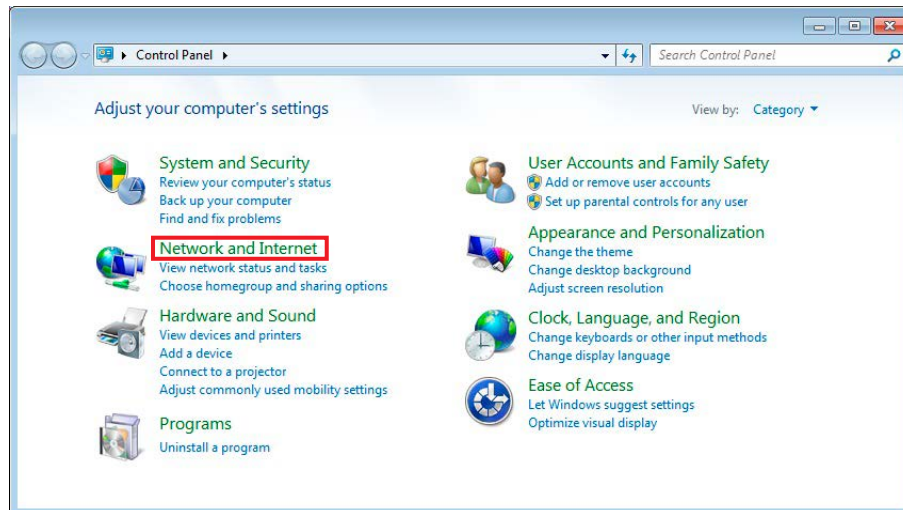 Control Panel
Search Control Panel
Adjust your computer's settings
View by: Category
System and Security
Review your computer's status
Back up your computer
Find and fix problems
Network and Internet
View network status and tasks
Choose homegroup and sharing options
Hardware and Sound
View devices and printers
Add a device
Connect to a projector
Adjust commonly used mobility settings
Programs
Uninstall a program
User Accounts and Family Safety
Add or remove user accounts
Set up parental controls for any user
Appearance and Personalization
Change the theme
Change desktop background
Adjust screen resolution
Clock, Language, and Region
Change keyboards or other input methods
Change display language
Ease of Access
Let Windows suggest settings
Optimize visual display